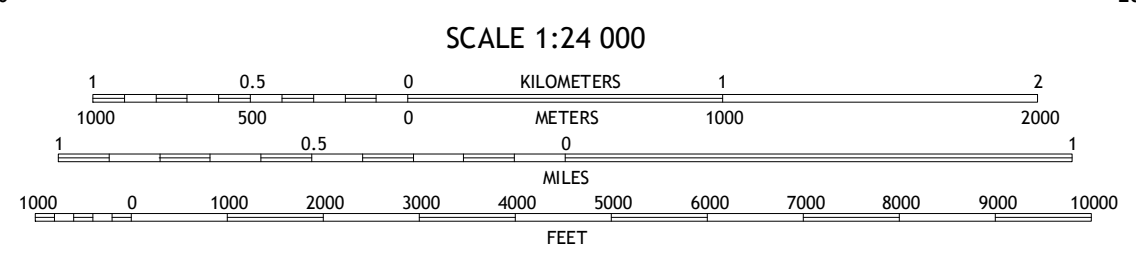 SCALE 1:24 000
1 0.5 0 KILOMETERS 1 2
1000 500 0 METERS 1000 2000
1 0.5 0 1
MILES
1000 0 1000 2000 3000 4000 5000 6000 7000 8000 9000 10000
FEET